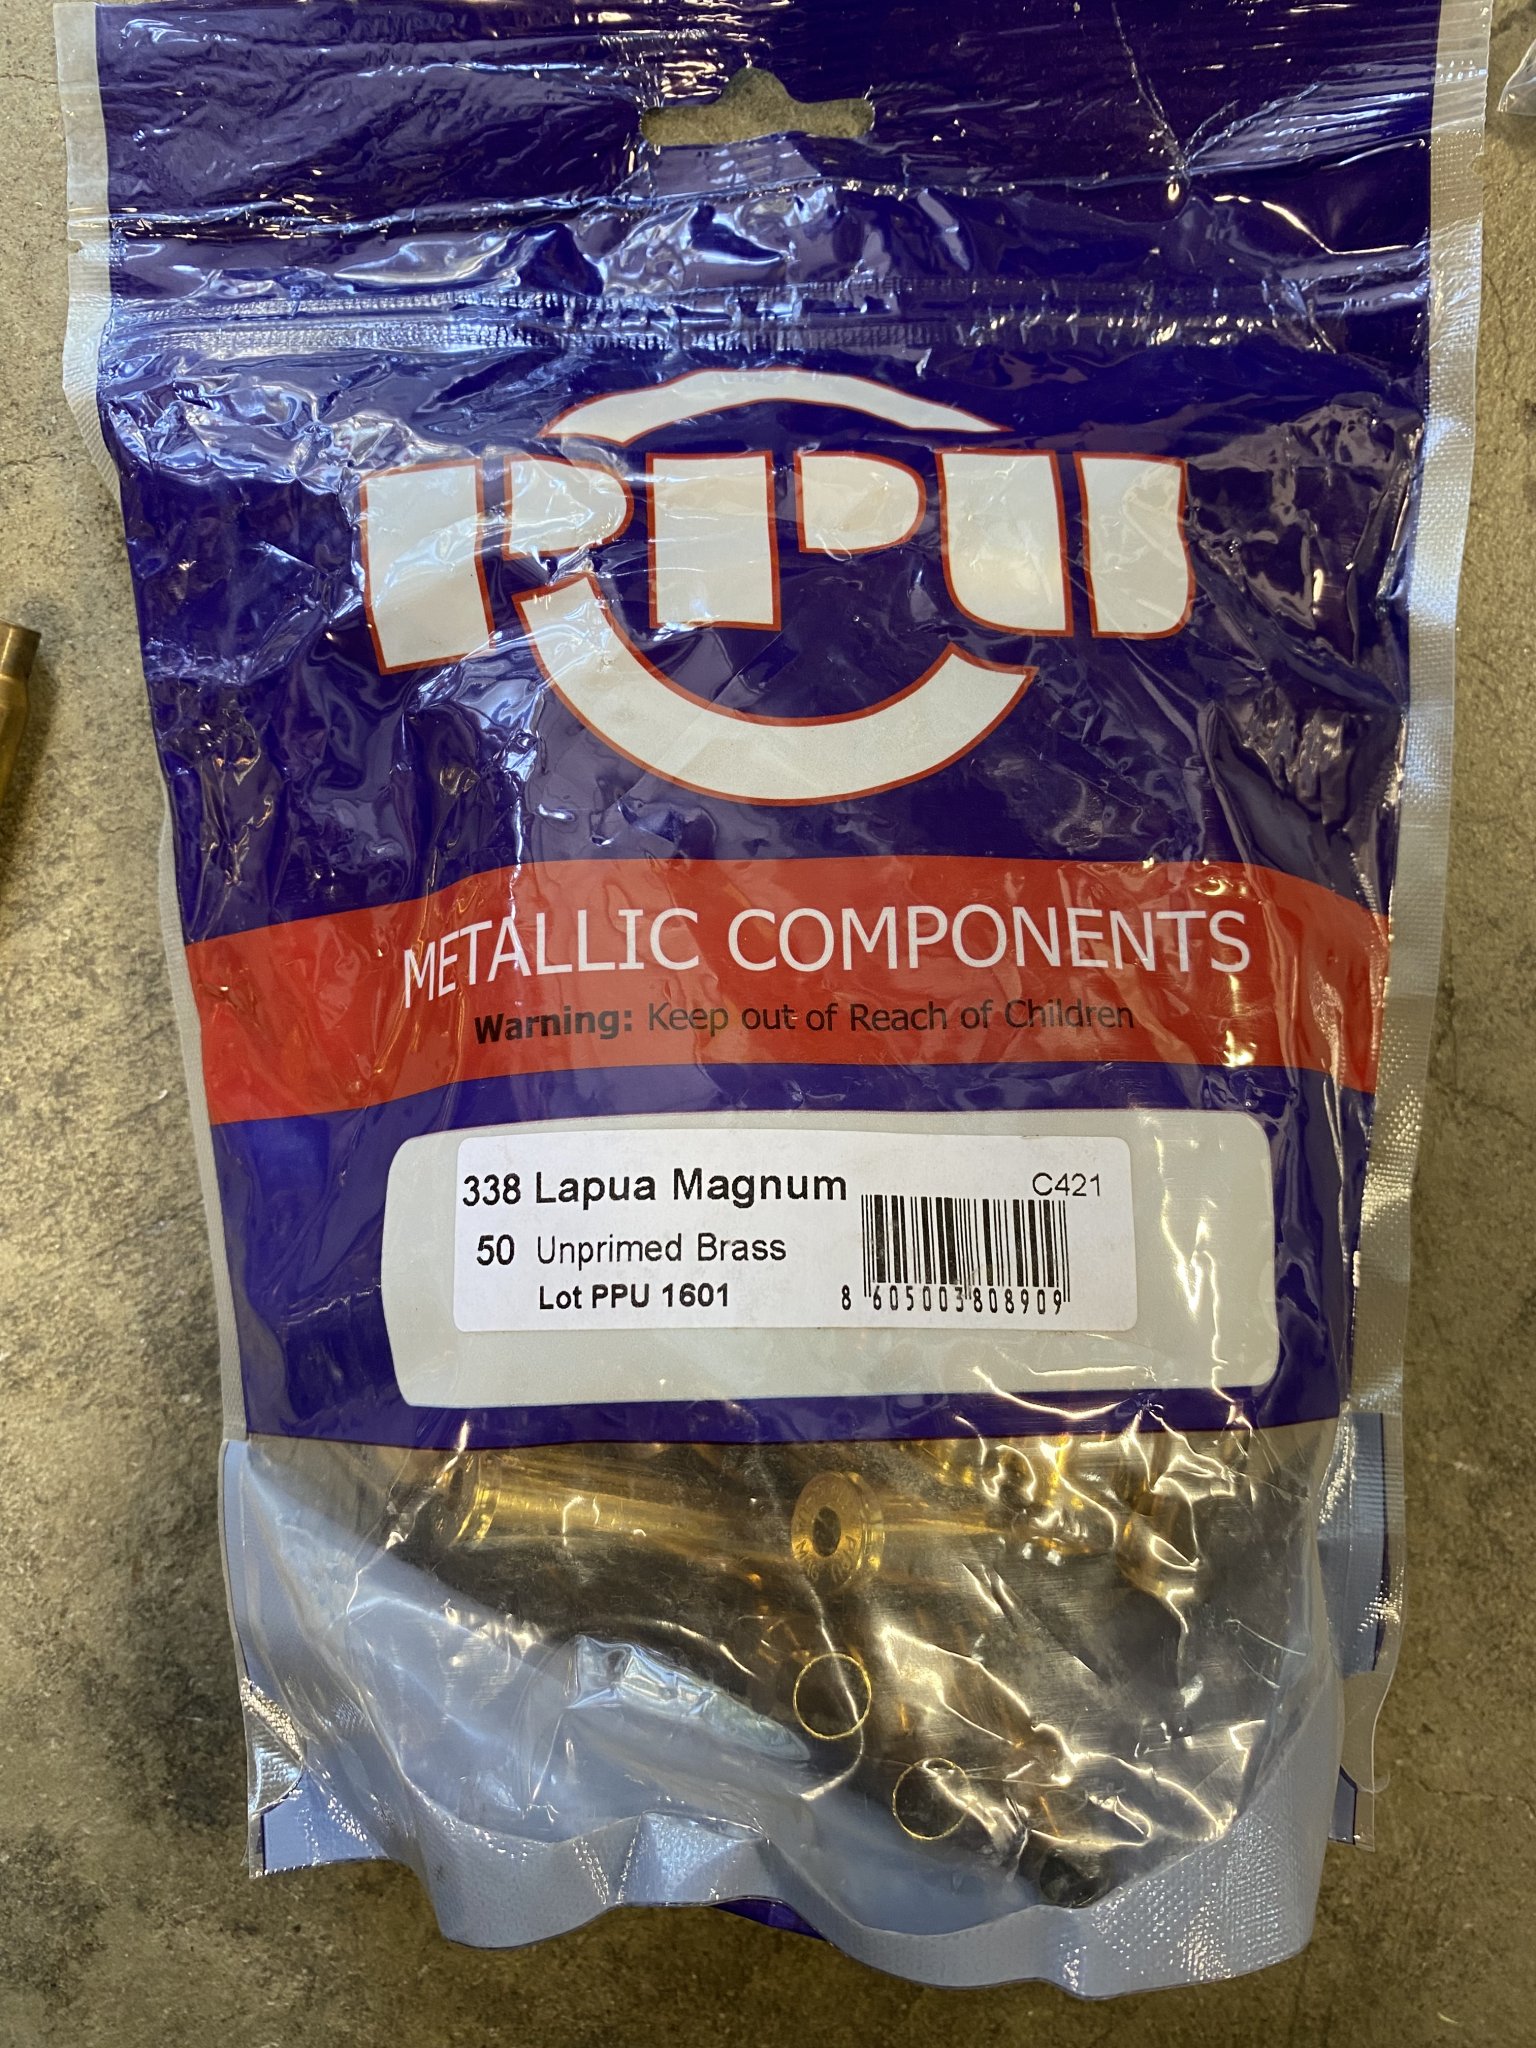 PPU
METALLIC COMPONENTS
Warning: Keep out of Reach of Children
338 Lapua Magnum
C421
50 Unprimed Brass
Lot PPU 1601
8 605003 808909